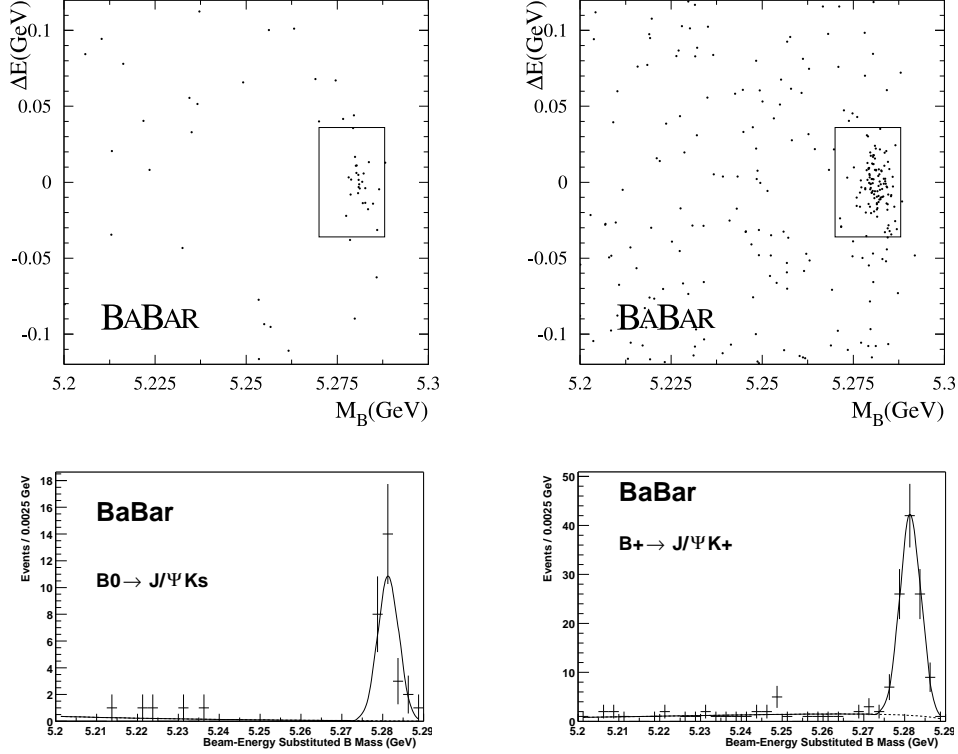 ΔE(GeV)
0.1
0.05
0
-0.05
-0.1
BABAR
5.2 5.225 5.25 5.275 5.3
M_B(GeV)
ΔE(GeV)
0.1
0.05
0
-0.05
-0.1
BABAR
5.2 5.225 5.25 5.275 5.3
M_B(GeV)
Events / 0.0025 GeV
18
16
14
12
10
8
6
4
2
0
BaBar
B0→ J/Ψ Ks
5.2 5.21 5.22 5.23 5.24 5.25 5.26 5.27 5.28 5.29
Beam-Energy Substituted B Mass (GeV)
Events / 0.0025 GeV
50
40
30
20
10
0
BaBar
B+→ J/Ψ K+
5.2 5.21 5.22 5.23 5.24 5.25 5.26 5.27 5.28 5.29
Beam-Energy Substituted B Mass (GeV)